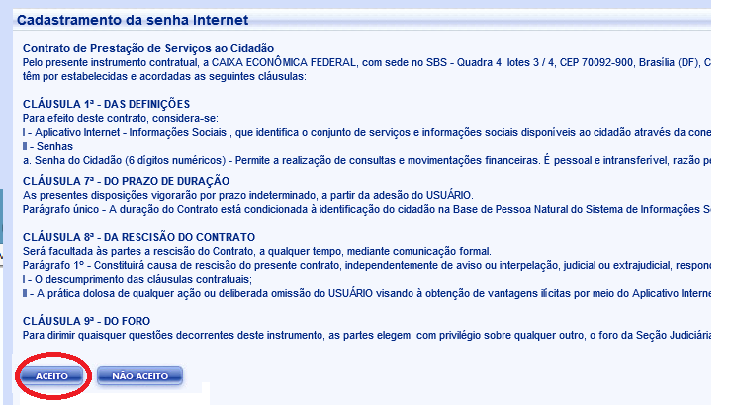 Cadastramento da senha Internet
Contrato de Prestação de Serviços ao Cidadão
Pelo presente instrumento contratual, a CAIXA ECONÔMICA FEDERAL, com sede no SBS - Quadra 4 lotes 3 / 4, CEP 70092-900, Brasília (DF), C
têm por estabelecidas e acordadas as seguintes cláusulas:
CLÁUSULA 1ª - DAS DEFINIÇÕES
Para efeito deste contrato, considera-se:
I - Aplicativo Internet - Informações Sociais , que identifica o conjunto de serviços e informações sociais disponíveis ao cidadão através da cone
II - Senhas
a. Senha do Cidadão (6 dígitos numéricos) - Permite a realização de consultas e movimentações financeiras. É pessoal e intransferível, razão pe
CLÁUSULA 7ª - DO PRAZO DE DURAÇÃO
As presentes disposições vigorarão por prazo indeterminado, a partir da adesão do USUÁRIO.
Parágrafo único - A duração do Contrato está condicionada à identificação do cidadão na Base de Pessoa Natural do Sistema de Informações S
CLÁUSULA 8ª - DA RESCISÃO DO CONTRATO
Será facultada às partes a rescisão do Contrato, a qualquer tempo, mediante comunicação formal.
Parágrafo 1º - Constituirá causa de rescisão do presente contrato, independentemente de aviso ou interpelação, judicial ou extrajudicial, respond
I - O descumprimento das cláusulas contratuais;
II - A prática dolosa de qualquer ação ou deliberada omissão do USUÁRIO visando à obtenção de vantagens ilícitas por meio do Aplicativo Interne
CLÁUSULA 9ª - DO FORO
Para dirimir quaisquer questões decorrentes deste instrumento, as partes elegem com privilégio sobre qualquer outro, o foro da Seção Judiciária
ACEITO NÃO ACEITO